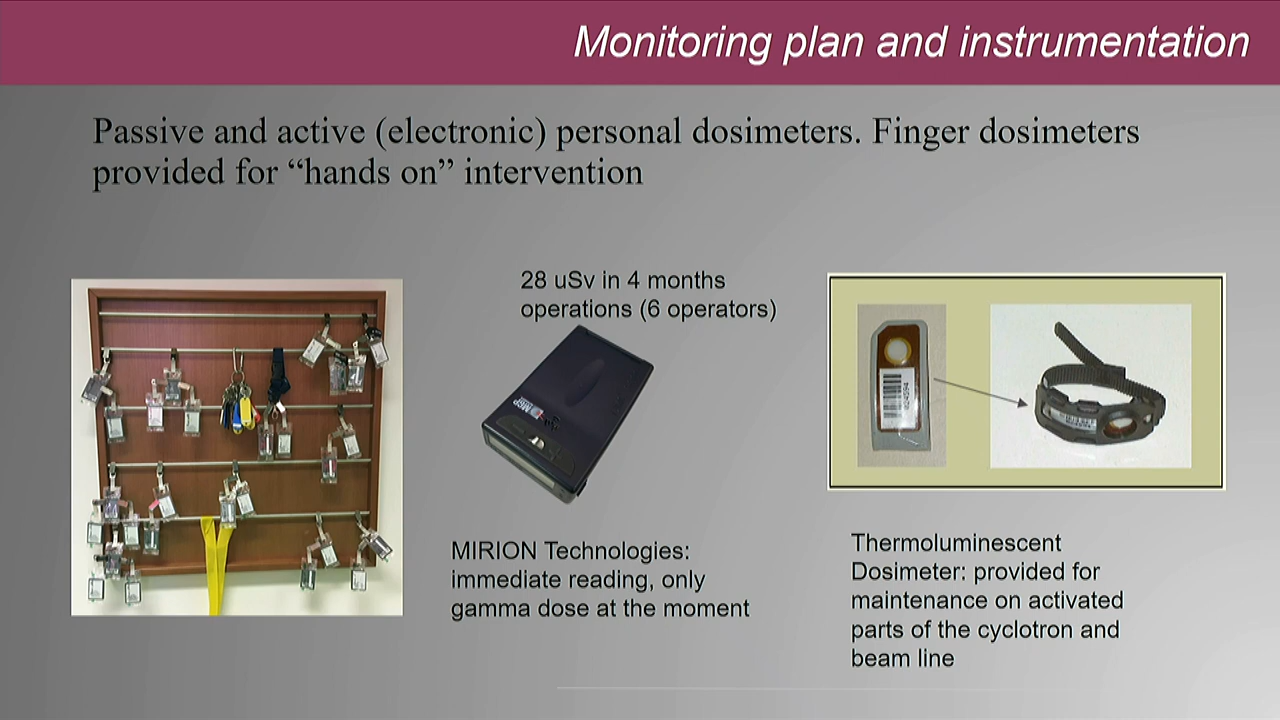 Monitoring plan and instrumentation
Passive and active (electronic) personal dosimeters. Finger dosimeters
provided for “hands on” intervention
28 uSv in 4 months
operations (6 operators)
MGP
MIRION Technologies:
immediate reading, only
gamma dose at the moment
Thermoluminescent
Dosimeter: provided for
maintenance on activated
parts of the cyclotron and
beam line